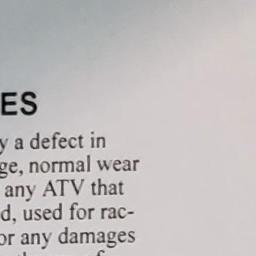 ES
y a defect in
ge, normal wear
any ATV that
d, used for rac-
or any damages